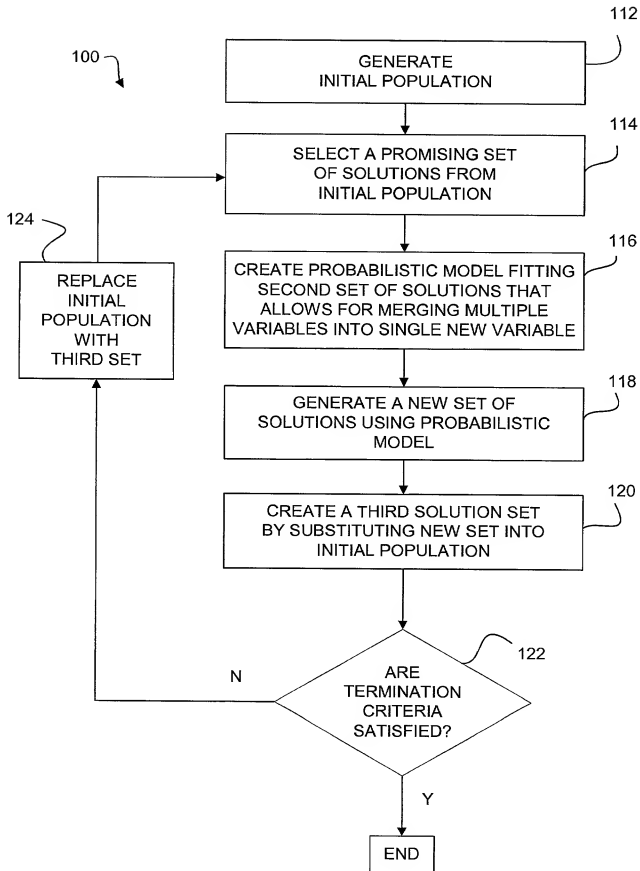 112
100
GENERATE
INITIAL POPULATION
114
SELECT A PROMISING SET
OF SOLUTIONS FROM
INITIAL POPULATION
124
116
REPLACE
INITIAL
POPULATION
WITH
THIRD SET
CREATE PROBABILISTIC MODEL FITTING
SECOND SET OF SOLUTIONS THAT
ALLOWS FOR MERGING MULTIPLE
VARIABLES INTO SINGLE NEW VARIABLE
118
GENERATE A NEW SET OF
SOLUTIONS USING PROBABILISTIC
MODEL
120
CREATE A THIRD SOLUTION SET
BY SUBSTITUTING NEW SET INTO
INITIAL POPULATION
122
N
ARE
TERMINATION
CRITERIA
SATISFIED?
Y
END